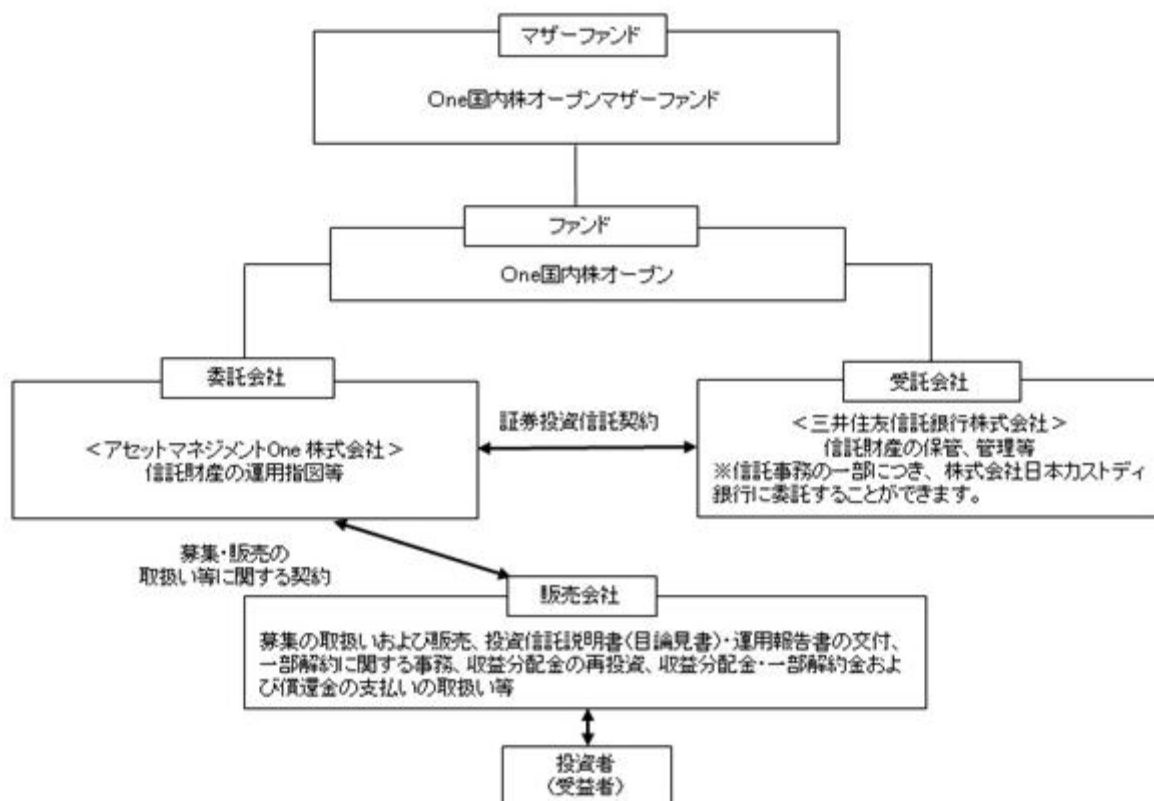 マザーファンド
One国内株オープンマザーファンド
ファンド
One国内株オープン
委託会社
<アセットマネジメントOne 株式会社>
信託財産の運用指図等
証券投資信託契約
受託会社
<三井住友信託銀行株式会社>
信託財産の保管、管理等
※信託事務の一部につき、株式会社日本カストディ
銀行に委託することができます。
募集・販売の
取扱い等に関する契約
販売会社
募集の取扱いおよび販売、投資信託説明書(目論見書)・運用報告書の交付、
一部解約に関する事務、収益分配金の再投資、収益分配金・一部解約金およ
び償還金の支払いの取扱い等
投資者
(受益者)